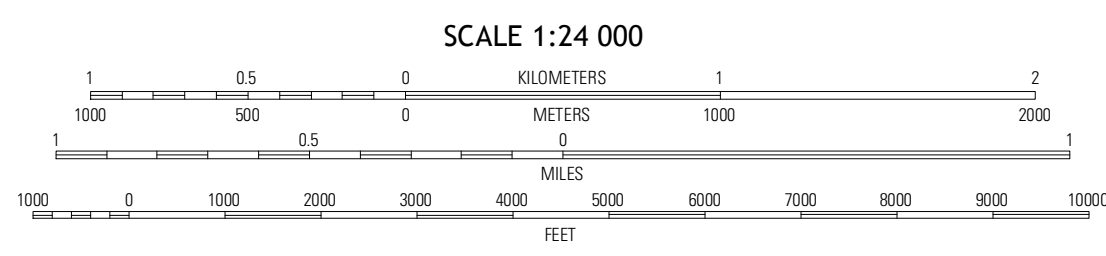 SCALE 1:24 000
1 0.5 0 KILOMETERS 1 2
1000 500 0 METERS 1000 2000
1 0.5 0 1
MILES
1000 0 1000 2000 3000 4000 5000 6000 7000 8000 9000 10000
FEET